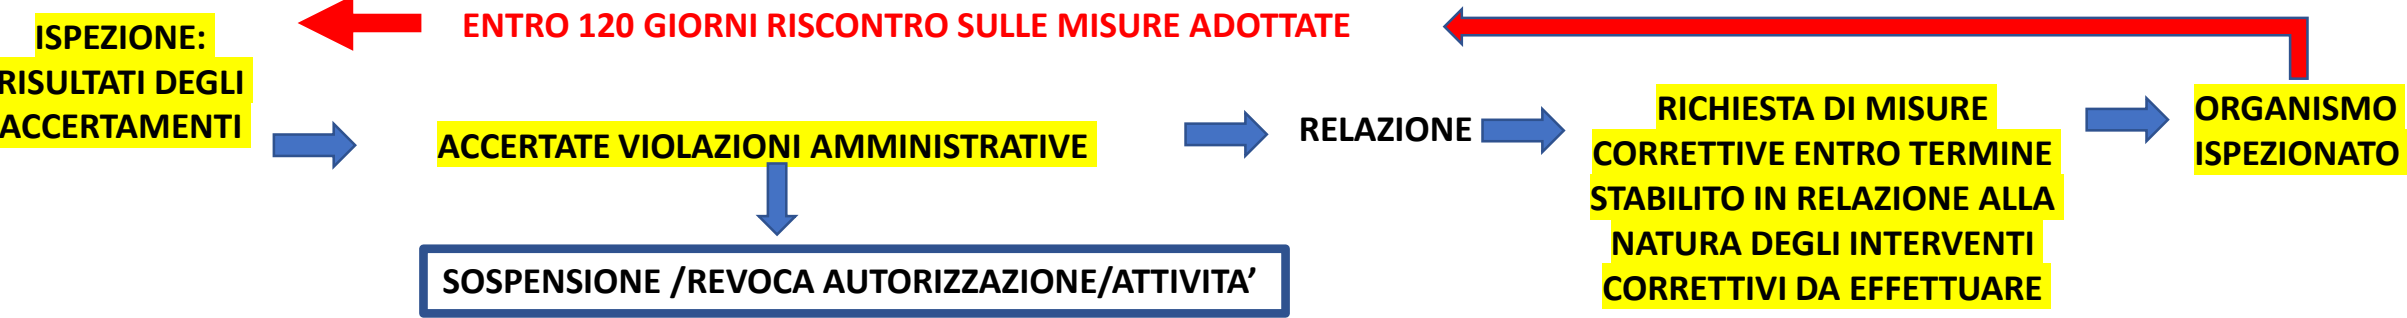 ENTRO 120 GIORNI RISCONTRO SULLE MISURE ADOTTATE
ISPEZIONE:
RISULTATI DEGLI
ACCERTAMENTI
ACCERTATE VIOLAZIONI AMMINISTRATIVE
SOSPENSIONE /REVOCA AUTORIZZAZIONE/ATTIVITA’
RELAZIONE
RICHIESTA DI MISURE
CORRETTIVE ENTRO TERMINE
STABILITO IN RELAZIONE ALLA
NATURA DEGLI INTERVENTI
CORRETTIVI DA EFFETTUARE
ORGANISMO
ISPEZIONATO